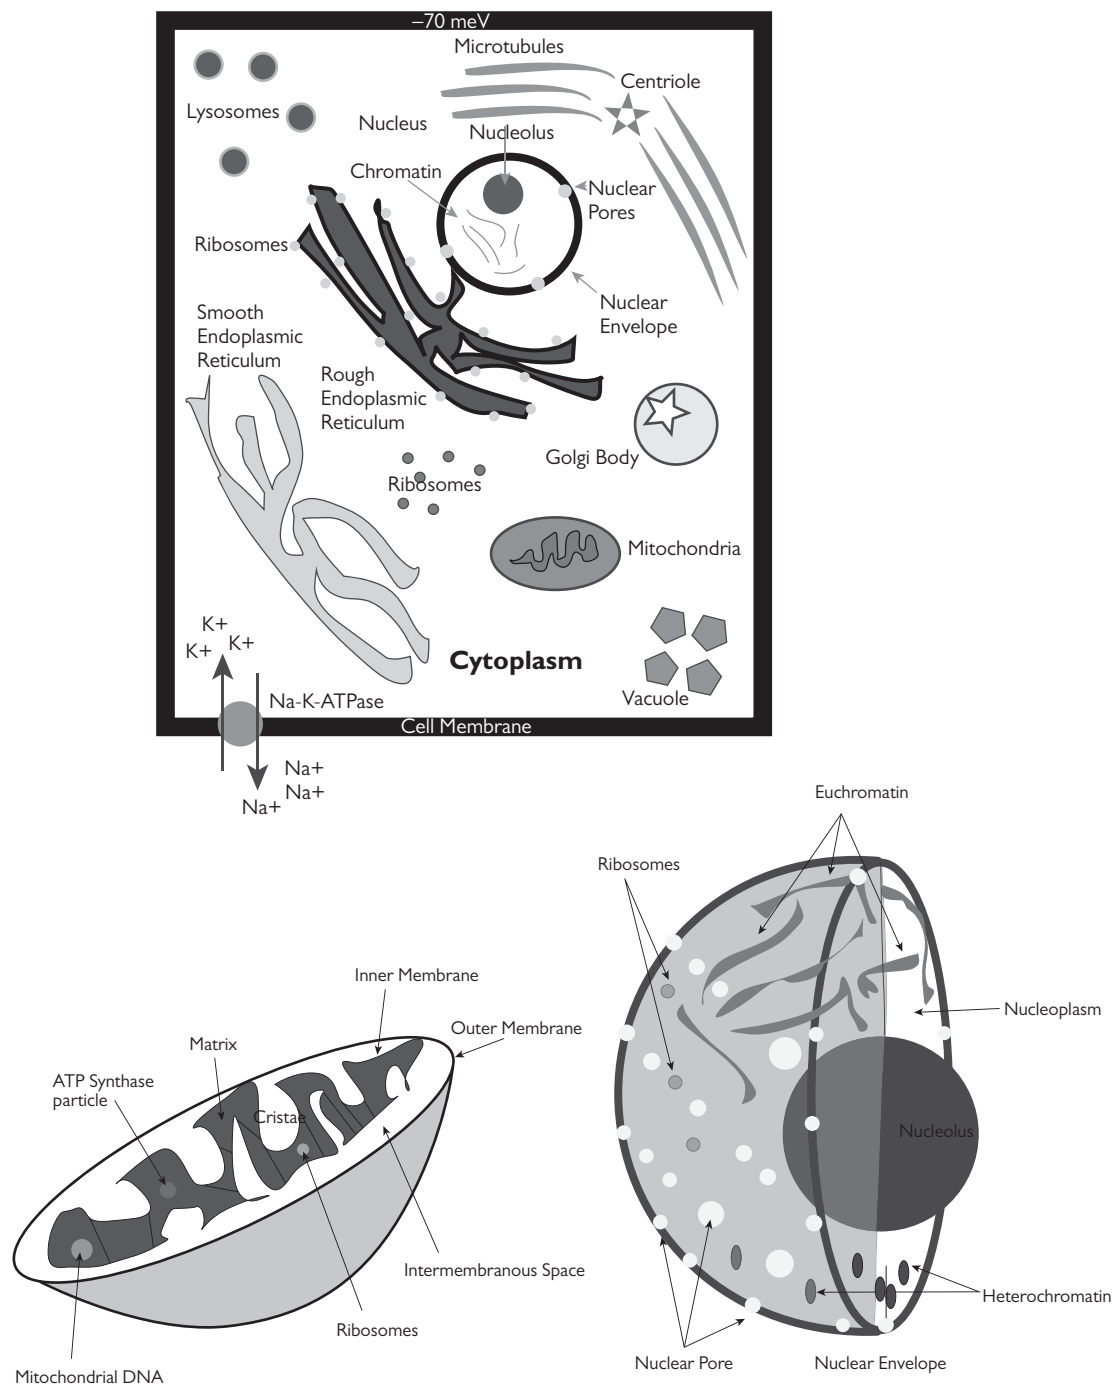 –70 meV
Microtubules
Centriole
Lysosomes
Nucleus
Nucleolus
Chromatin
Nuclear
Pores
Ribosomes
Nuclear
Envelope
Smooth
Endoplasmic
Reticulum
Rough
Endoplasmic
Reticulum
Golgi Body
Ribosomes
Mitochondria
K+
K+
K+
Cytoplasm
Vacuole
Na-K-ATPase
Cell Membrane
Na+
Na+
Na+
Euchromatin
Ribosomes
Inner Membrane
Outer Membrane
Matrix
ATP Synthase
particle
Cristae
Intermembranous Space
Ribosomes
Mitochondrial DNA
Nucleoplasm
Nucleolus
Heterochromatin
Nuclear Pore
Nuclear Envelope